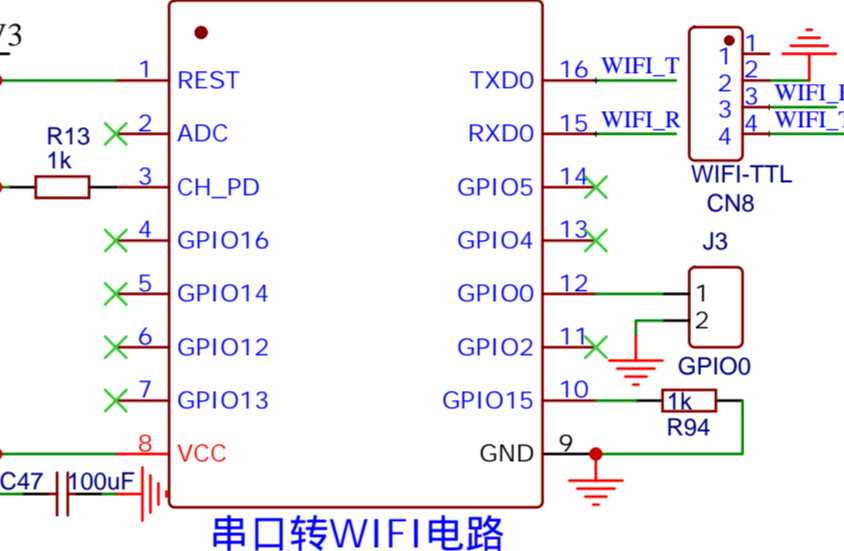 V3
1 REST
2 ADC
R13
1k
3 CH_PD
4 GPIO16
5 GPIO14
6 GPIO12
7 GPIO13
8 VCC
C47 100uF
TXD0 16 WIFI_T
RXD0 15 WIFI_R
GPIO5 14
GPIO4 13
GPIO0 12
GPIO2 11
GPIO15 10
GND 9
1 1
2 2
3 3 WIFI_R
4 4 WIFI_T
WIFI-TTL
CN8
J3
1
2
GPIO0
1k
R94
串口转WIFI电路